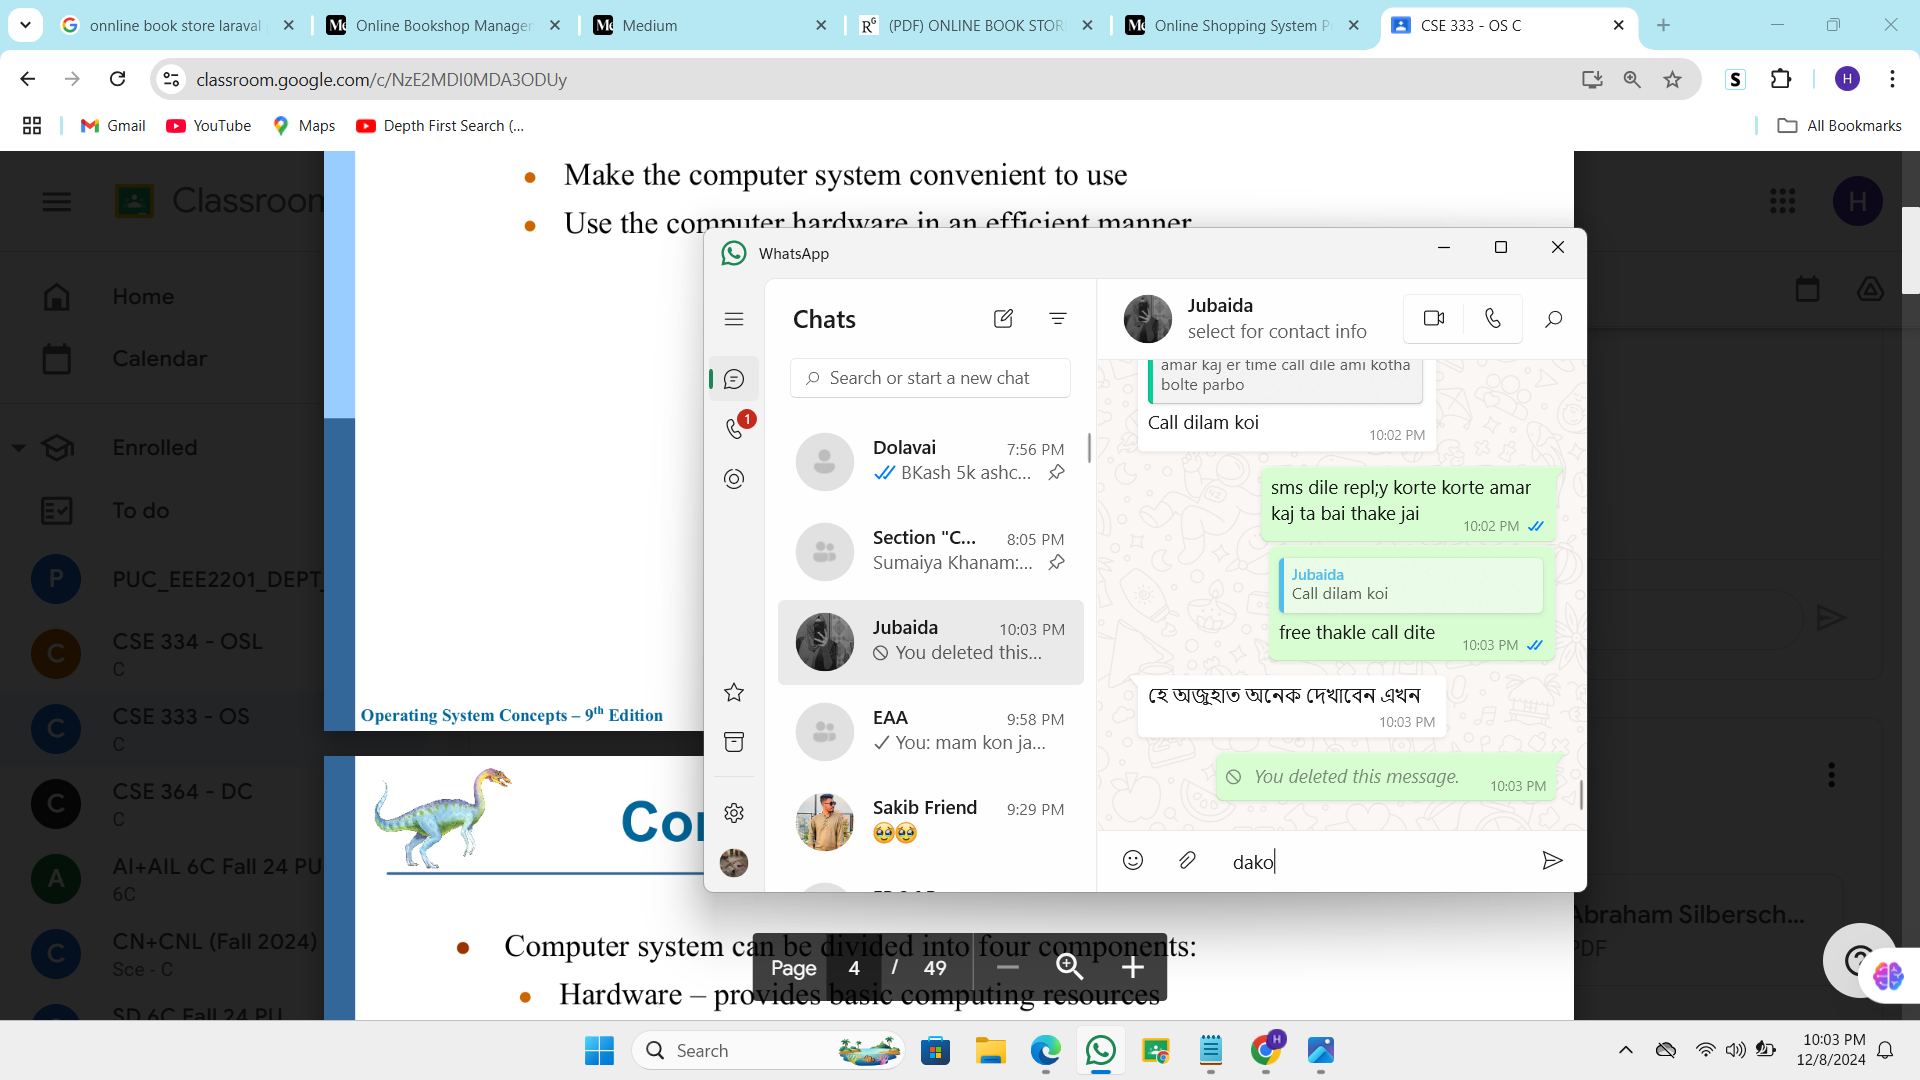 onnline book store laraval
Online Bookshop Manager
Medium
(PDF) ONLINE BOOK STOR
Online Shopping System P
CSE 333 - OS C
classroom.google.com/c/NzE2MDI0MDA3ODUy
S
H
Gmail
YouTube
Maps
Depth First Search (...
All Bookmarks
Classroom
H
Home
Calendar
Enrolled
To do
P
PUC_EEE2201_DEPT_
C
CSE 334 - OSL
C
C
CSE 333 - OS
C
C
CSE 364 - DC
C
A
AI+AIL 6C Fall 24 PU
6C
C
CN+CNL (Fall 2024)
Sce - C
SD 6C Fall 24 PU
Make the computer system convenient to use
Use the computer hardware in an efficient manner
Operating System Concepts – 9th Edition
Computer system can be divided into four components:
Hardware – provides basic computing resources
Page 4 / 49
Abraham Silbersch...
PDF
WhatsApp
Chats
Search or start a new chat
1
Dolavai
7:56 PM
BKash 5k ashc...
Section "C...
8:05 PM
Sumaiya Khanam:...
Jubaida
10:03 PM
You deleted this...
EAA
9:58 PM
You: mam kon ja...
Sakib Friend
9:29 PM
Jubaida
select for contact info
amar kaj er time call dile ami kotha
bolte parbo
Call dilam koi
10:02 PM
sms dile repl;y korte korte amar
kaj ta bai thake jai
10:02 PM
Jubaida
Call dilam koi
free thakle call dite
10:03 PM
হে অজুহাত অনেক দেখাবেন এখন
10:03 PM
You deleted this message.
10:03 PM
dako
Search
H
10:03 PM
12/8/2024